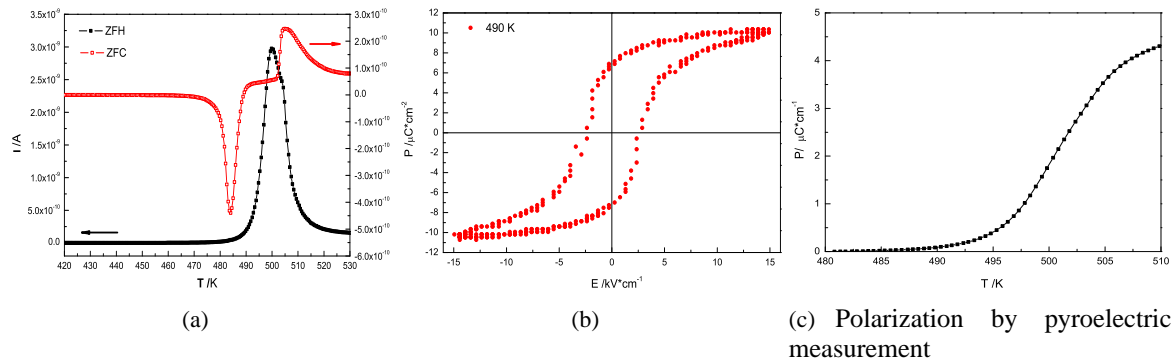 ZFH
ZFC
3.5x10⁻⁹
3.0x10⁻⁹
2.5x10⁻⁹
2.0x10⁻⁹
1.5x10⁻⁹
1.0x10⁻⁹
5.0x10⁻¹⁰
0.0
I /A
3.0x10⁻¹⁰
2.0x10⁻¹⁰
1.0x10⁻¹⁰
0.0
-1.0x10⁻¹⁰
-2.0x10⁻¹⁰
-3.0x10⁻¹⁰
-4.0x10⁻¹⁰
-5.0x10⁻¹⁰
-6.0x10⁻¹⁰
420 430 440 450 460 470 480 490 500 510 520 530
T /K
(a)
490 K
12
10
8
6
4
2
0
-2
-4
-6
-8
-10
-12
P /μC*cm⁻²
-15 -10 -5 0 5 10 15
E /kV*cm⁻¹
(b)
5
4
3
2
1
0
P/ μC*cm⁻¹
480 485 490 495 500 505 510
T /K
(c) Polarization by pyroelectric
measurement